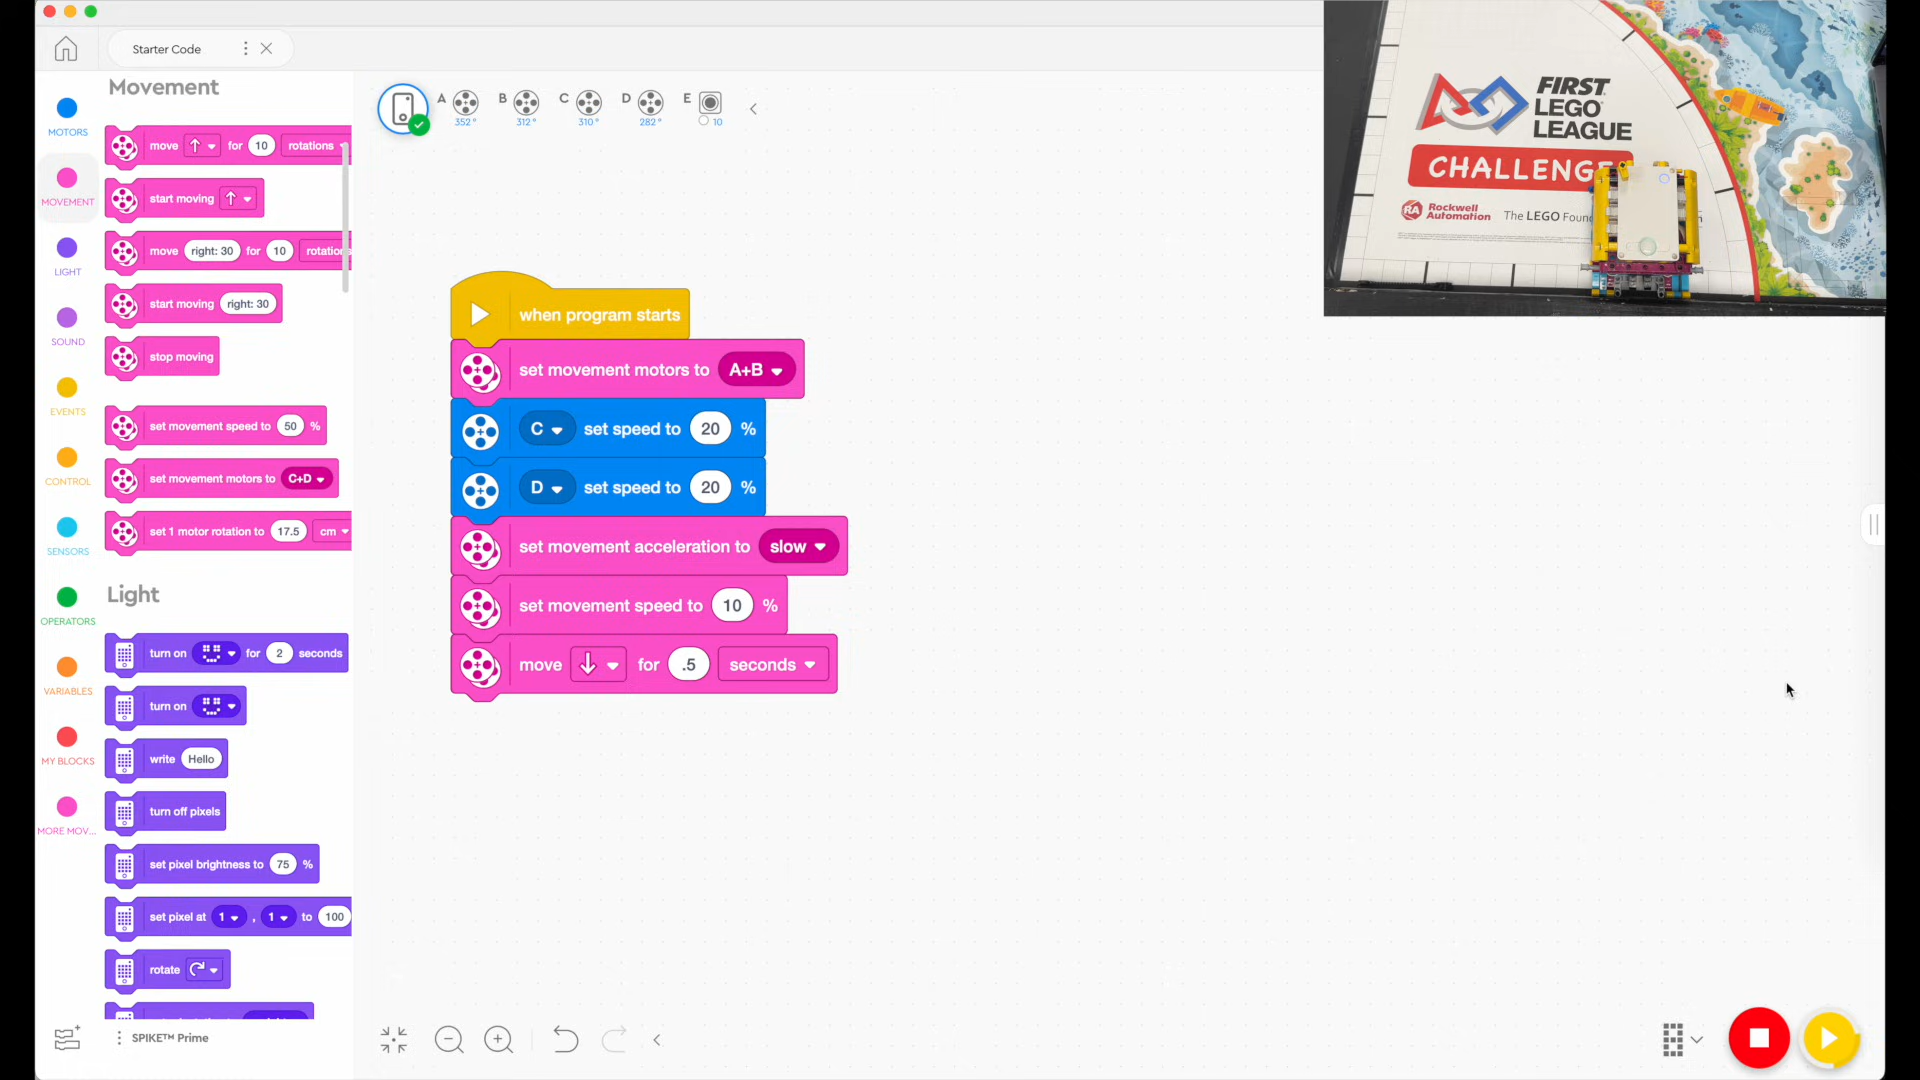 Starter Code
Movement
MOTORS
MOVEMENT
LIGHT
SOUND
EVENTS
CONTROL
SENSORS
OPERATORS
VARIABLES
MY BLOCKS
MORE MOV...
move for 10 rotations
start moving
move right: 30 for 10
start moving right: 30
stop moving
set movement speed to 50 %
set movement motors to C+D
set 1 motor rotation to 17.5 cm
Light
turn on for 2 seconds
turn on
write Hello
turn off pixels
set pixel brightness to 75 %
set pixel at 1 , 1 to 100
rotate
SPIKE™ Prime
A B C D E
352° 312° 310° 282° 10
when program starts
set movement motors to A+B
C set speed to 20 %
D set speed to 20 %
set movement acceleration to slow
set movement speed to 10 %
move for .5 seconds
FIRST
LEGO
LEAGUE
CHALLENGE
RA Rockwell
Automation
The LEGO